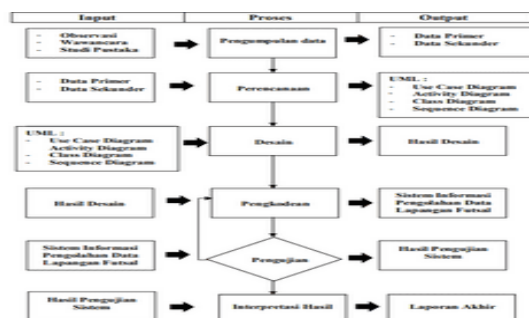 Input Proses Output
- Observasi
- Wawancara
- Studi Pustaka
Pengumpulan data
- Data Primer
- Data Sekunder
- Data Primer
- Data Sekunder
Perencanaan
UML :
- Use Case Diagram
- Activity Diagram
- Class Diagram
- Sequence Diagram
UML :
- Use Case Diagram
- Activity Diagram
- Class Diagram
- Sequence Diagram
Desain
Hasil Desain
Hasil Desain
Pengkodean
Sistem Informasi
Pengolahan Data
Lapangan Futsal
Sistem Informasi
Pengolahan Data
Lapangan Futsal
Pengujian
Hasil Pengujian
Sistem
Hasil Pengujian
Sistem
Interpretasi Hasil
Laporan Akhir